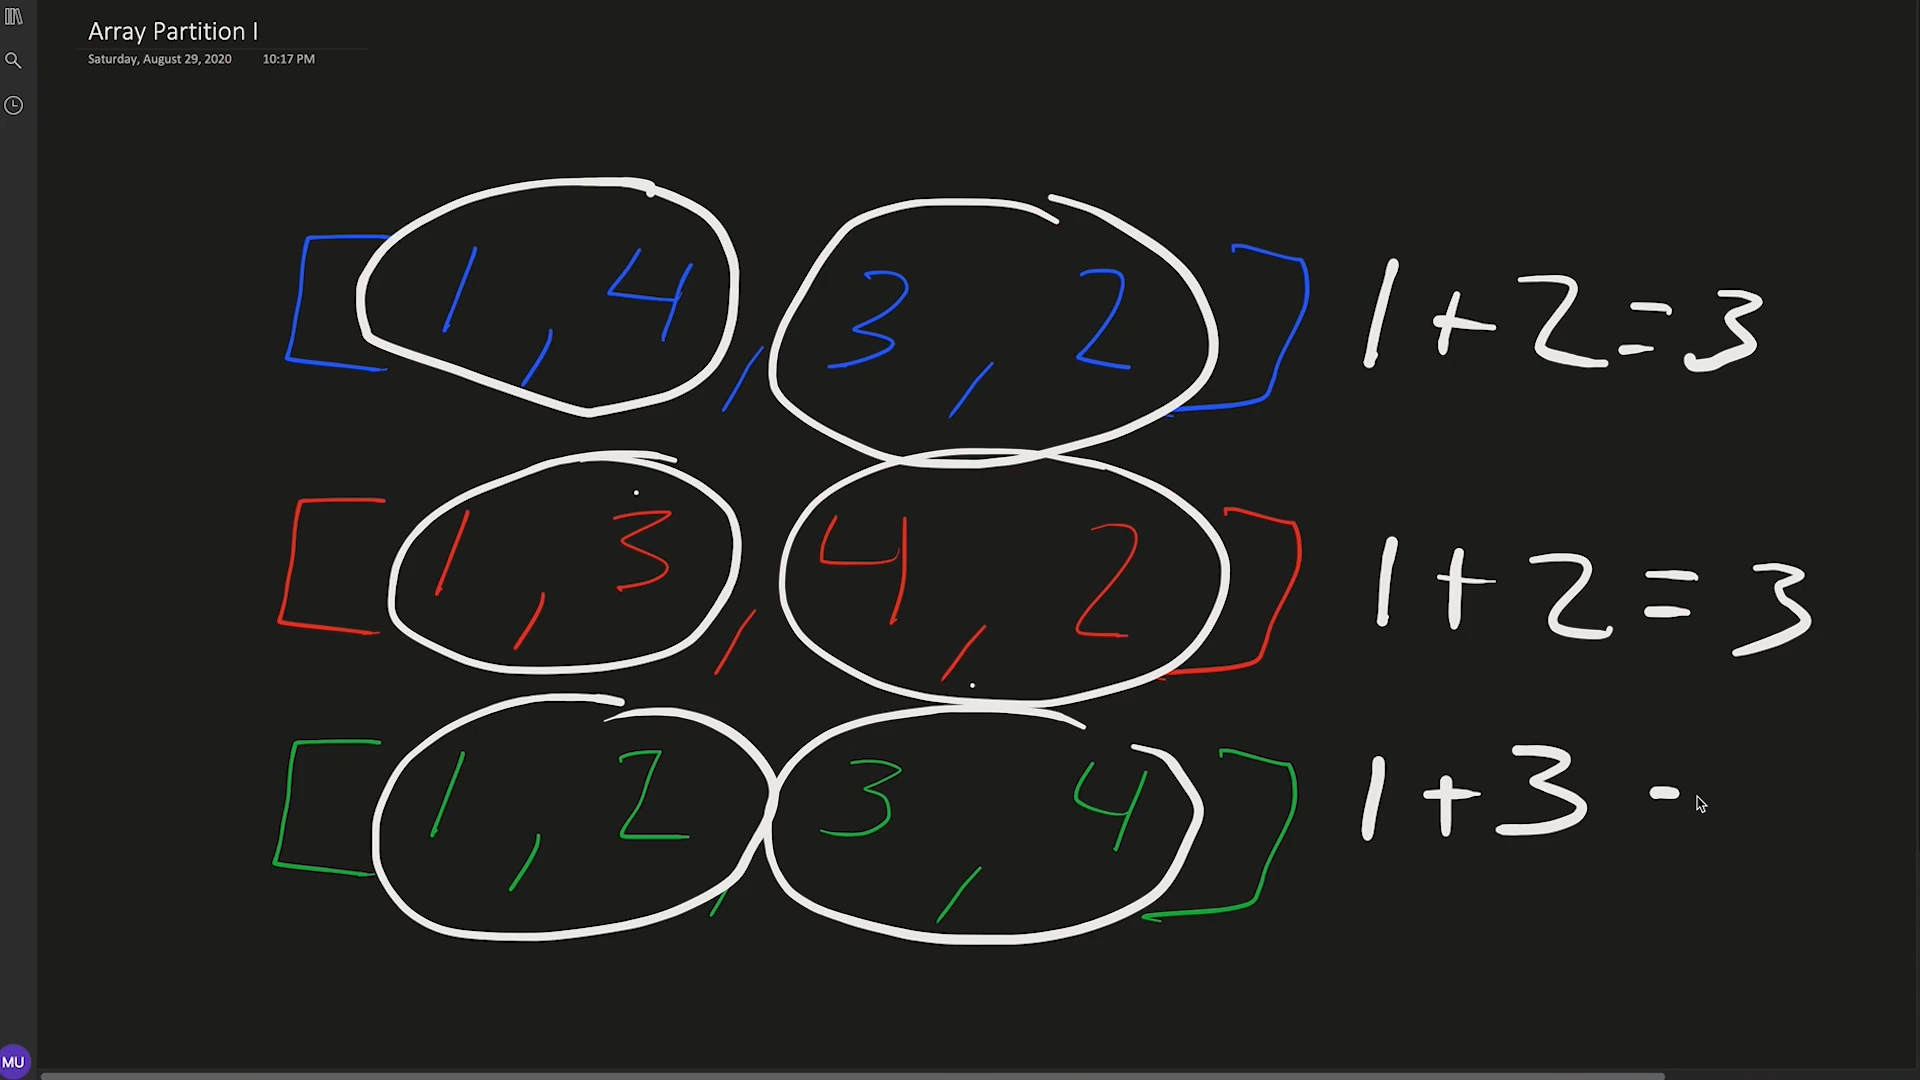 Array Partition I
Saturday, August 29, 2020 10:17 PM
[1, 4, 3, 2] 1+2=3
[1, 3, 4, 2] 1+2=3
[1, 2, 3, 4] 1+3 -
MU